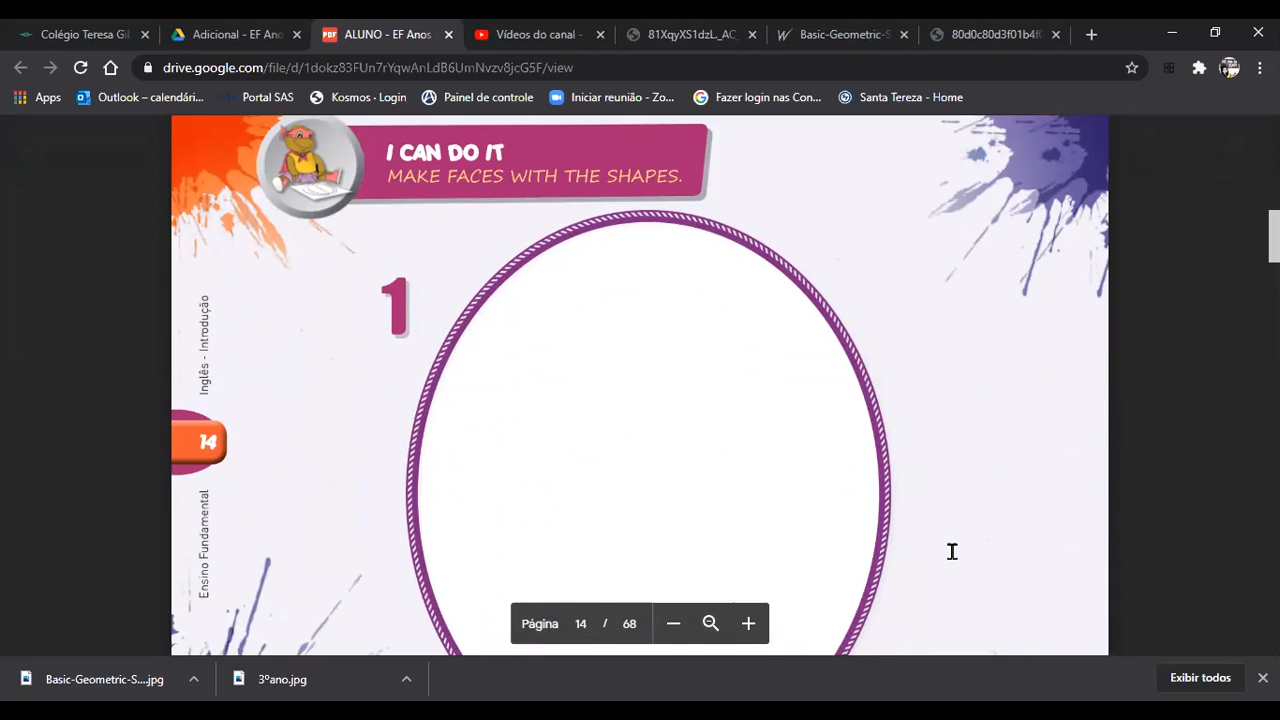 Colégio Teresa Gil
Adicional - EF Ano
ALUNO - EF Anos
Vídeos do canal -
81XqyXS1dzL_AC_
Basic-Geometric-S
80d0c80d3f01b4f
drive.google.com/file/d/1dokz83FUn7rYqwAnLdB6UmNvzv8jcG5F/view
Apps
Outlook – calendári...
Portal SAS
Kosmos · Login
Painel de controle
Iniciar reunião - Zo...
Fazer login nas Con...
Santa Tereza - Home
I CAN DO IT
MAKE FACES WITH THE SHAPES.
1
Inglês - Introdução
14
Ensino Fundamental
Página 14 / 68
Basic-Geometric-S....jpg
3ºano.jpg
Exibir todos